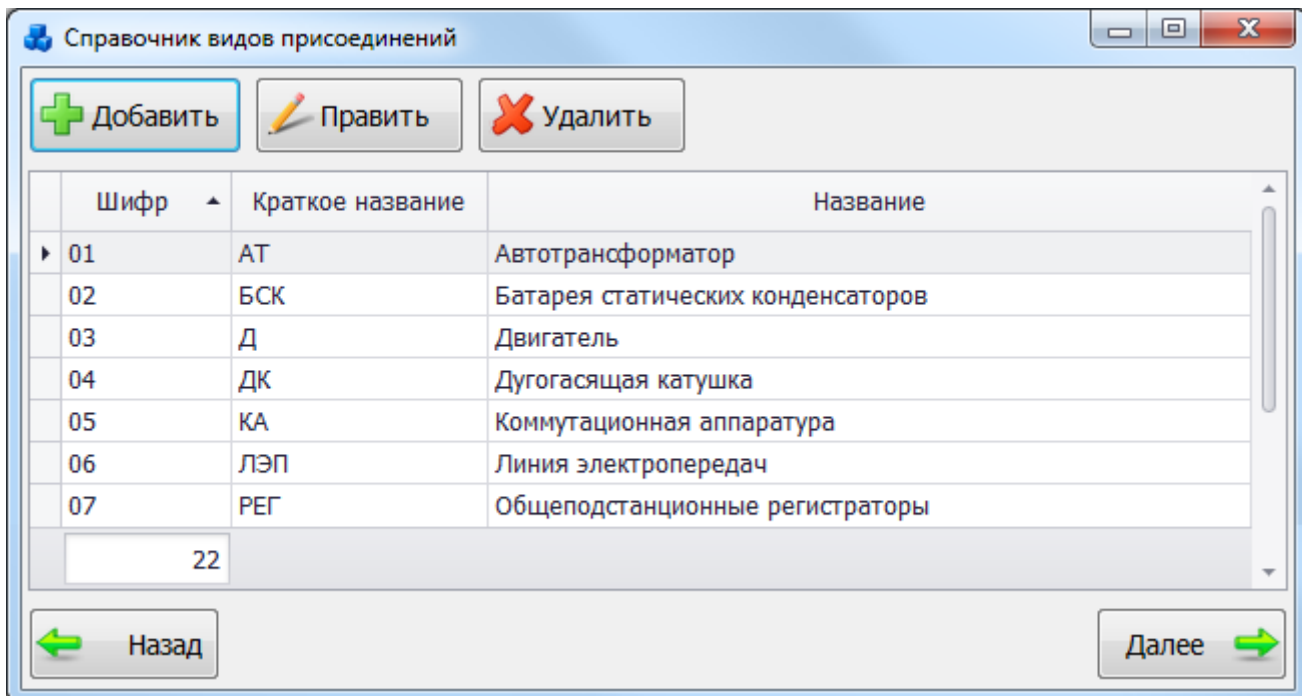 Справочник видов присоединений
Добавить Править Удалить
Шифр Краткое название Название
01 АТ Автотрансформатор
02 БСК Батарея статических конденсаторов
03 Д Двигатель
04 ДК Дугогасящая катушка
05 КА Коммутационная аппаратура
06 ЛЭП Линия электропередач
07 РЕГ Общеподстанционные регистраторы
22
Назад Далее